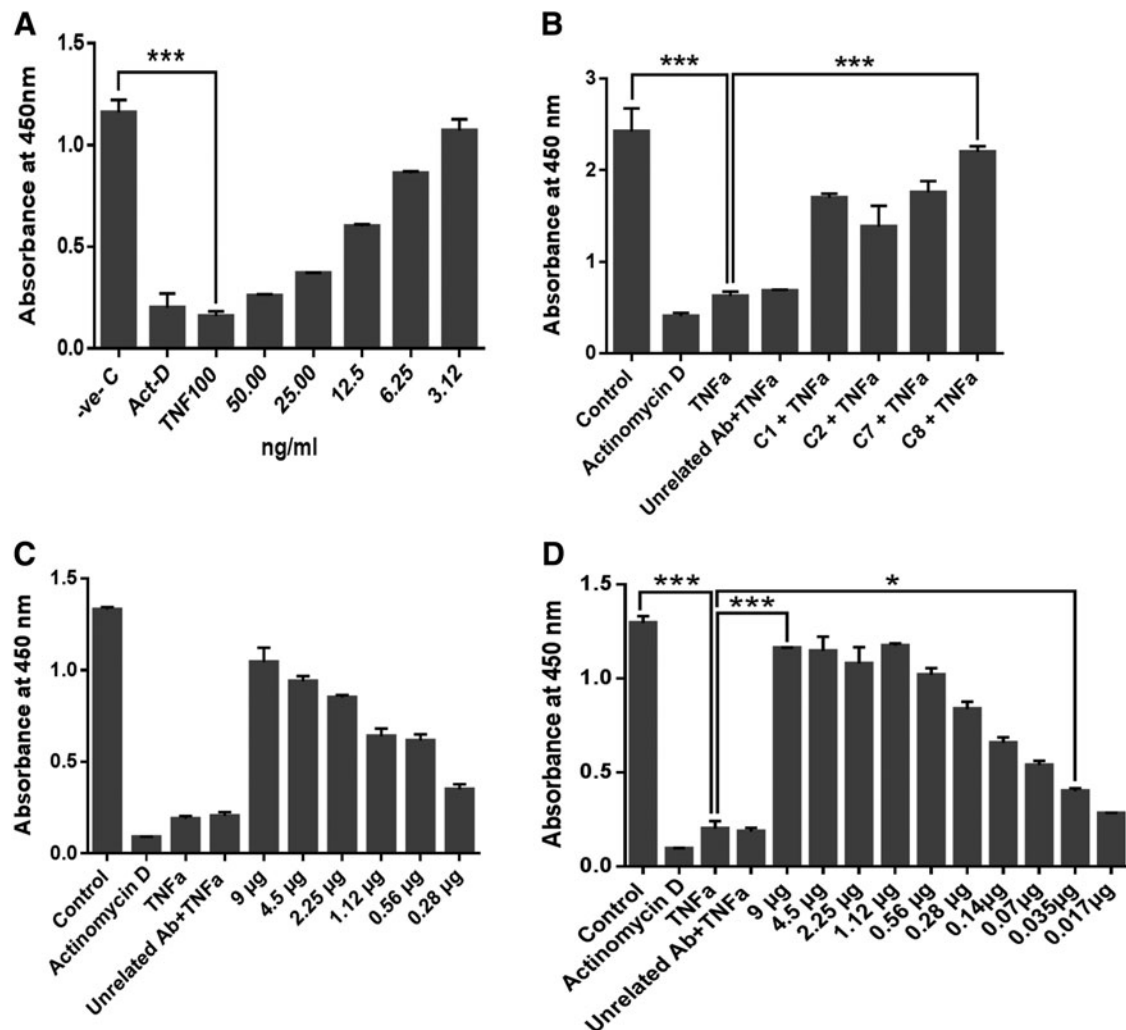 A
Absorbance at 450nm
1.5
1.0
0.5
0.0
***
-ve- C
Act-D
TNF100
50.00
25.00
12.5
6.25
3.12
ng/ml
B
Absorbance at 450 nm
3
2
1
0
***
***
Control
Actinomycin D
TNFa
Unrelated Ab+TNFa
C1 + TNFa
C2 + TNFa
C7 + TNFa
C8 + TNFa
C
Absorbance at 450 nm
1.5
1.0
0.5
0.0
Control
Actinomycin D
TNFa
Unrelated Ab+TNFa
9 µg
4.5 µg
2.25 µg
1.12 µg
0.56 µg
0.28 µg
D
Absorbance at 450 nm
1.5
1.0
0.5
0.0
***
***
*
Control
Actinomycin D
TNFa
Unrelated Ab+TNFa
9 µg
4.5 µg
2.25 µg
1.12 µg
0.56 µg
0.28 µg
0.14µg
0.07µg
0.035µg
0.017µg